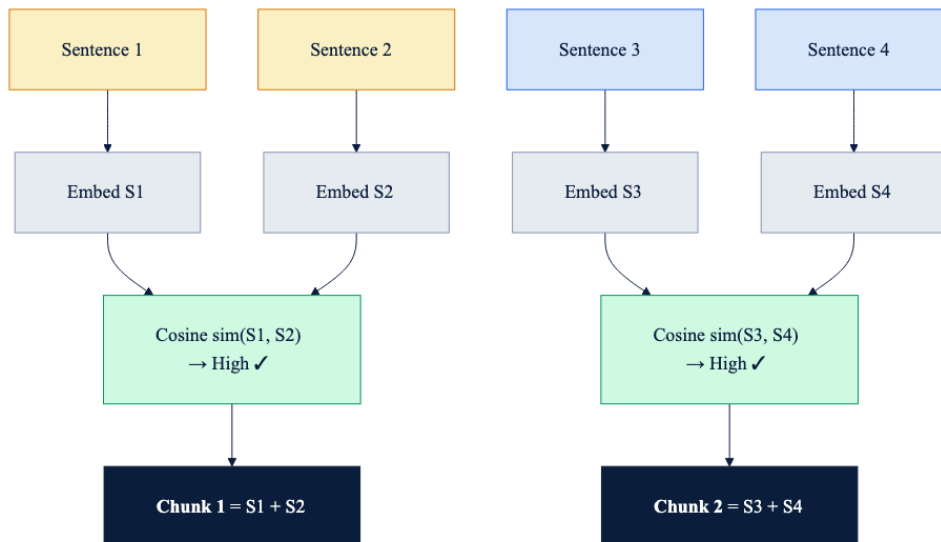 Sentence 1
Sentence 2
Sentence 3
Sentence 4
Embed S1
Embed S2
Embed S3
Embed S4
Cosine sim(S1, S2)
→ High ✓
Cosine sim(S3, S4)
→ High ✓
Chunk 1 = S1 + S2
Chunk 2 = S3 + S4